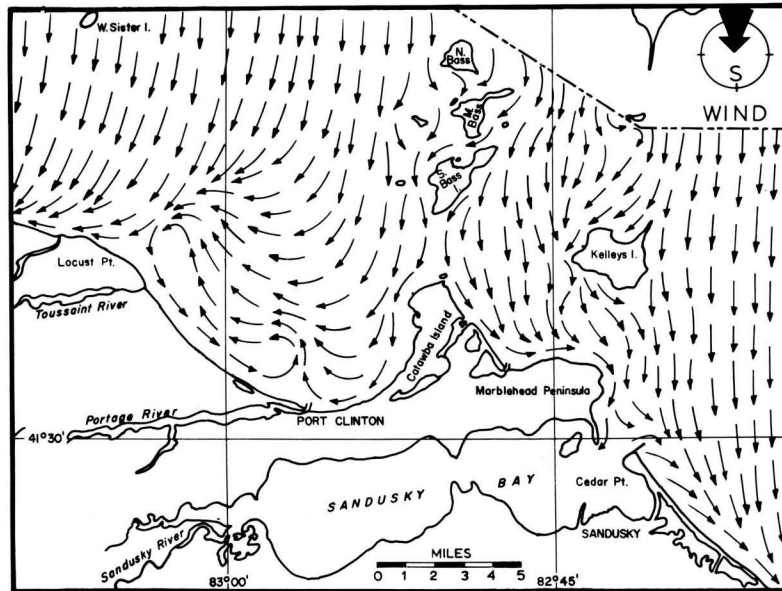 W. Sister I.
N.
Bass
M.
Bass
S.
Bass
I.
S
WIND
Kelleys I.
Locust Pt.
Toussaint River
Catawba Island
Marblehead Peninsula
Portage River
PORT CLINTON
41°30'
SANDUSKY BAY
Cedar Pt.
SANDUSKY
Sandusky River
MILES
0 1 2 3 4 5
83°00'
82°45'